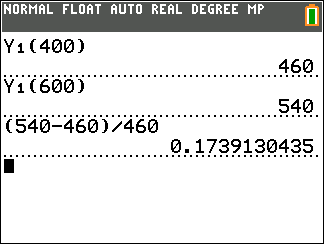 NORMAL FLOAT AUTO REAL DEGREE MP
Y₁(400)
460
Y₁(600)
540
(540-460)/460
0.1739130435